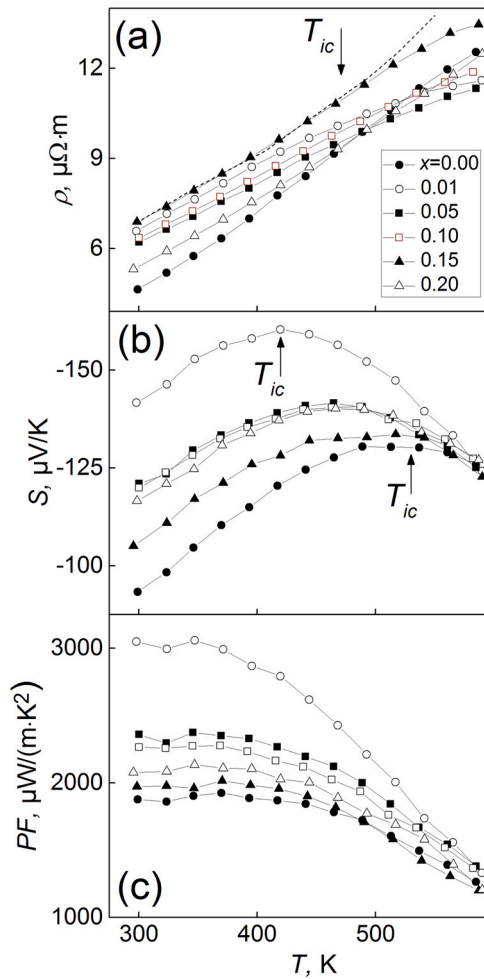 (a)
T_ic
12
9
6
ρ, μΩ·m
x=0.00
0.01
0.05
0.10
0.15
0.20
(b)
-150
-125
-100
S, μV/K
T_ic
T_ic
3000
2000
1000
PF, μW/(m·K²)
(c)
300 400 500
T, K